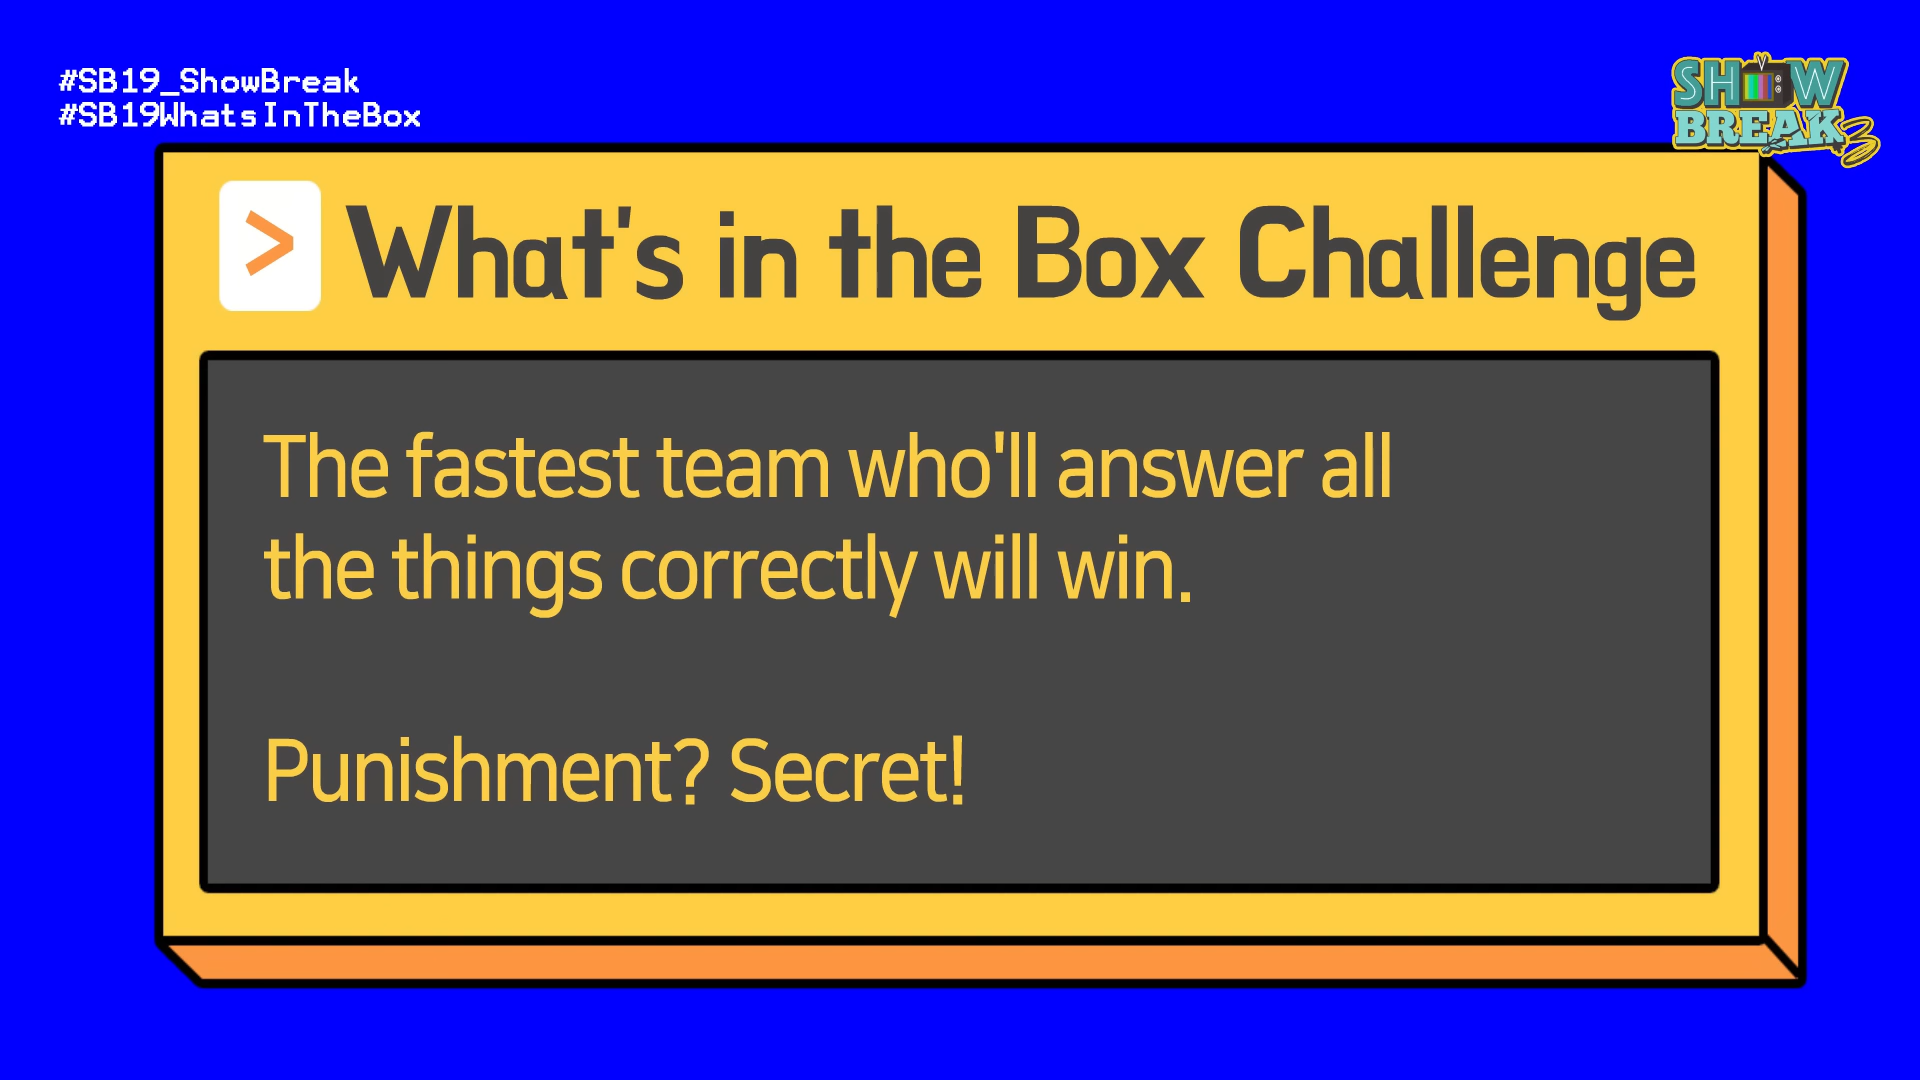 #SB19_ShowBreak
#SB19WhatsInTheBox
SHOW
BREAK 3
> What's in the Box Challenge
The fastest team who'll answer all
the things correctly will win.
Punishment? Secret!